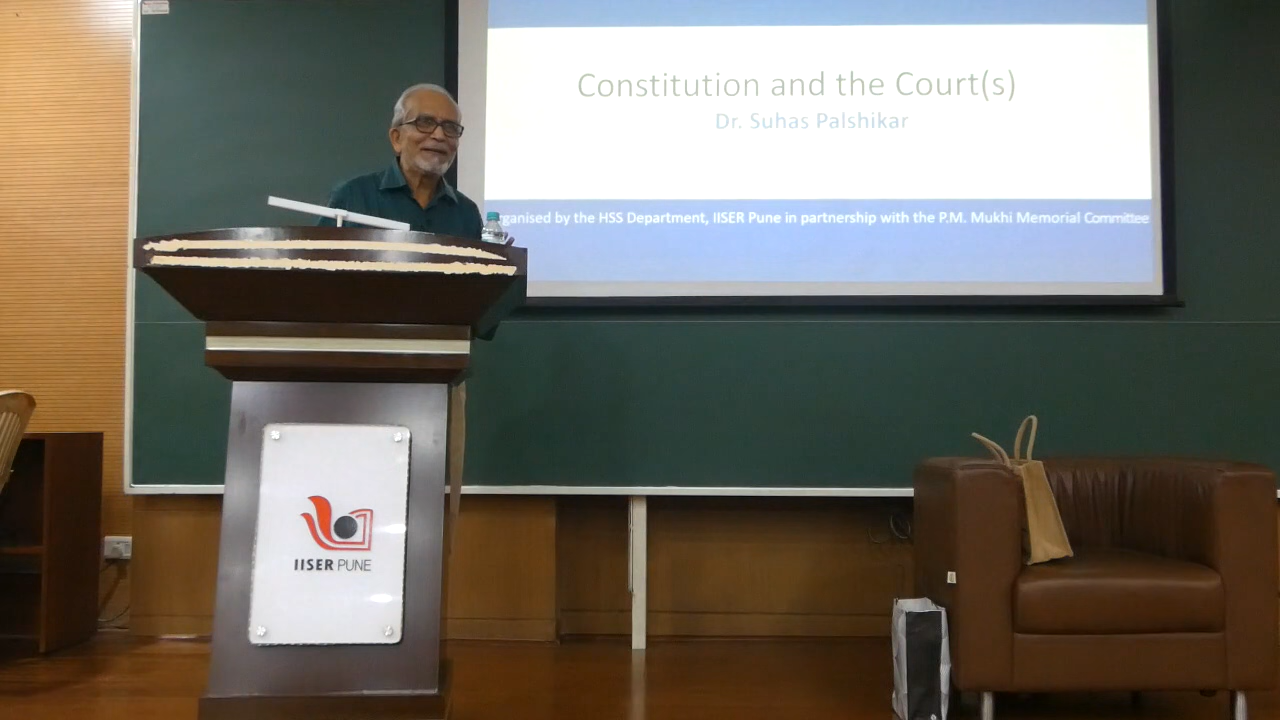 Constitution and the Court(s)
Dr. Suhas Palshikar
ganised by the HSS Department, IISER Pune in partnership with the P.M. Mukhi Memorial Committee
IISER PUNE